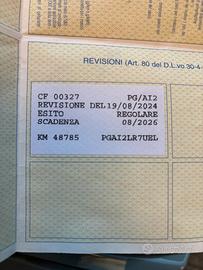 REVISIONI (Art. 80 del D.L.vo 30-4-
CF 00327 PG/AI2
REVISIONE DEL 19/08/2024
ESITO REGOLARE
SCADENZA 08/2026
KM 48785 PGAI2LR7UEL